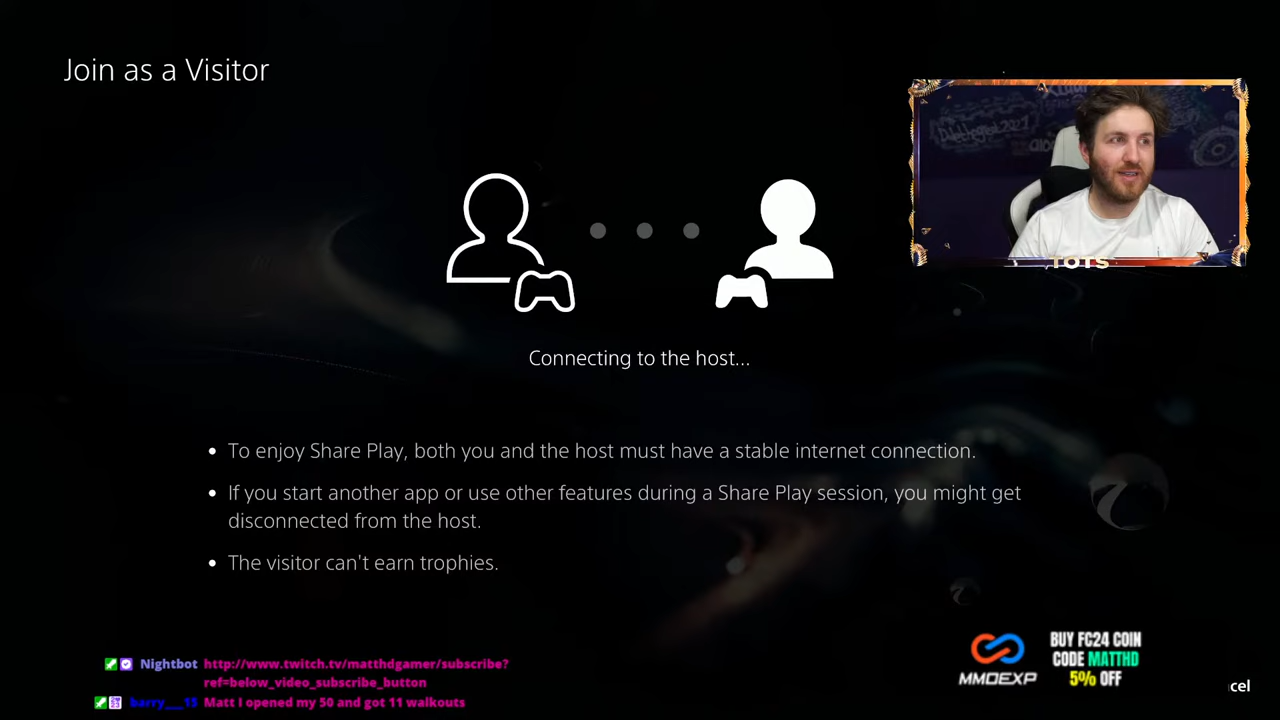 Join as a Visitor
TOTS
Connecting to the host...
• To enjoy Share Play, both you and the host must have a stable internet connection.
• If you start another app or use other features during a Share Play session, you might get
disconnected from the host.
• The visitor can't earn trophies.
Nightbot http://www.twitch.tv/matthdgamer/subscribe?
ref=below_video_subscribe_button
barry___15 Matt I opened my 50 and got 11 walkouts
MMOEXP
BUY FC24 COIN
CODE MATTHD
5% OFF
cel